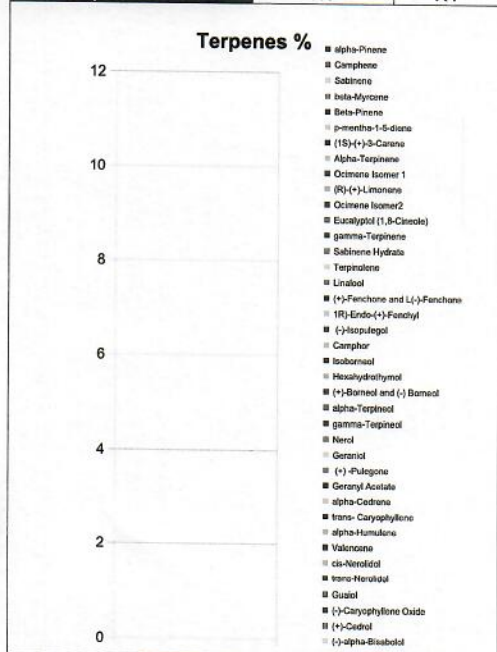 Terpenes %
12
10
8
6
4
2
0
alpha-Pinene
Camphene
Sabinene
beta-Myrcene
Beta-Pinene
p-mentha-1-5-diene
(1S)-(+)-3-Carene
Alpha-Terpinene
Ocimene Isomer 1
(R)-(+)-Limonene
Ocimene Isomer2
Eucalyptol (1,8-Cineole)
gamma-Terpinene
Sabinene Hydrate
Terpinolene
Linalool
(+)-Fenchone and L(-)-Fenchone
1R)-Endo-(+)-Fenchyl
(-)-Isopulegol
Camphor
Isoborneol
Hexahydrothymol
(+)-Borneol and (-) Borneol
alpha-Terpineol
gamma-Terpineol
Nerol
Geraniol
(+) -Pulegone
Geranyl Acetate
alpha-Cedrene
trans- Caryophyllene
alpha-Humulene
Valencene
cis-Nerolidol
trans-Nerolidol
Guaiol
(-)-Caryophyllene Oxide
(+)-Cedrol
(-)-alpha-Bisabolol